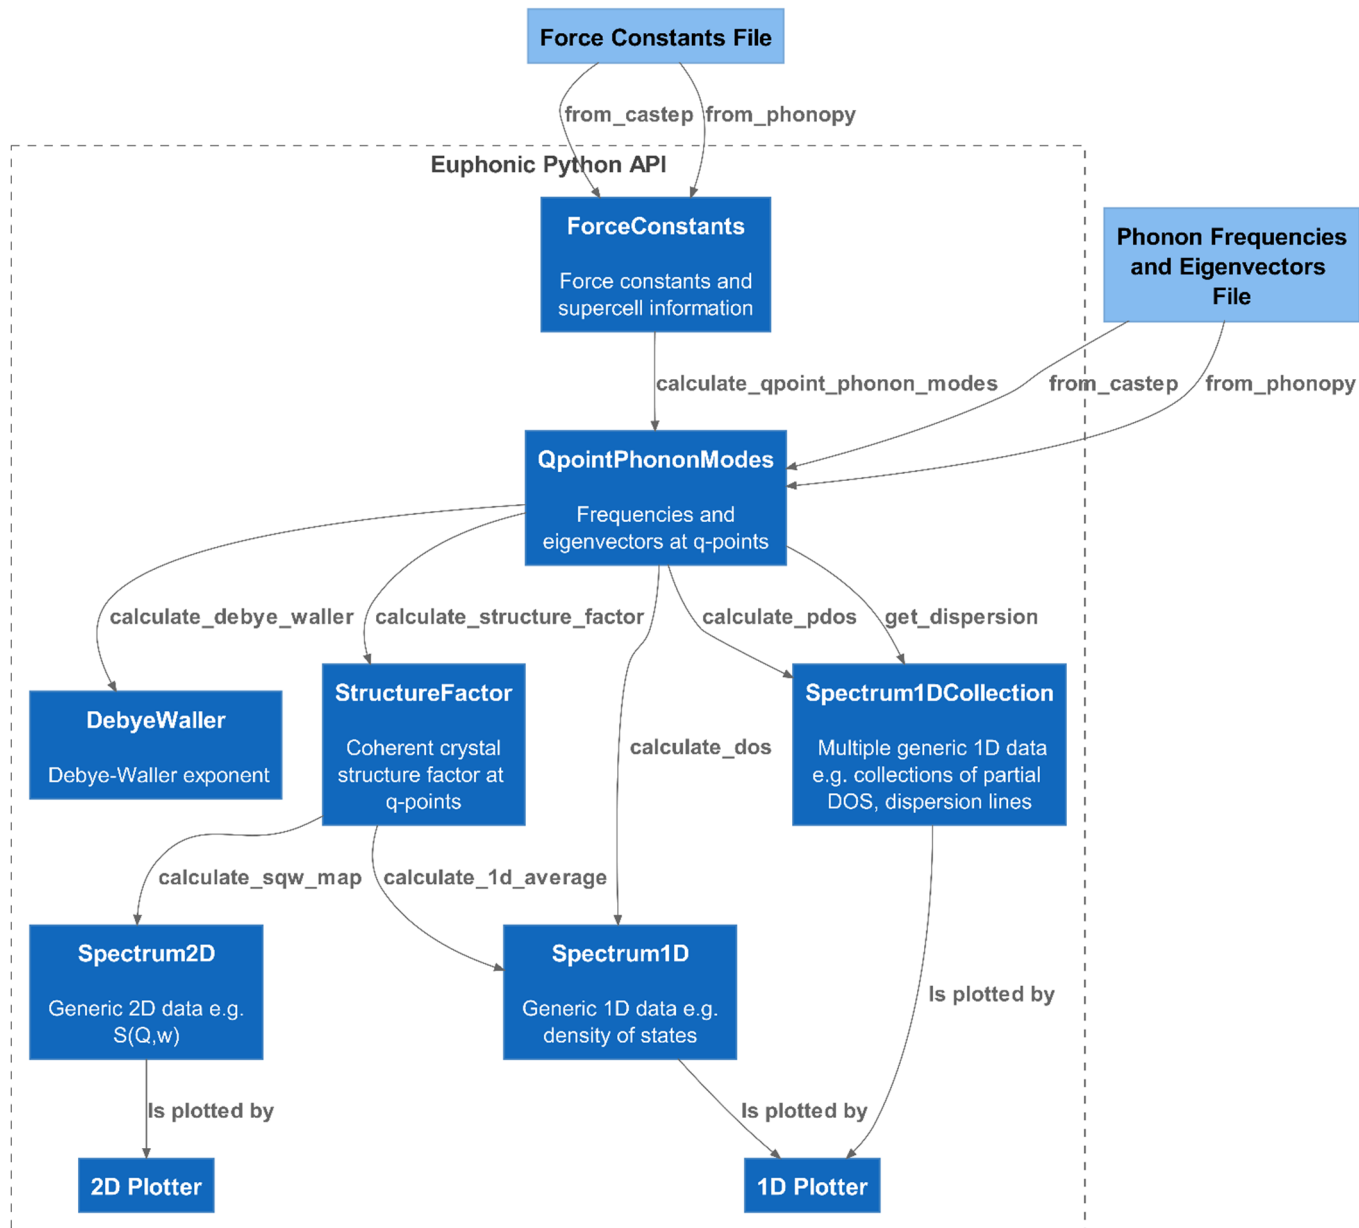 Force Constants File
from_castep
from_phonopy
Euphonic Python API
ForceConstants
Force constants and
supercell information
Phonon Frequencies
and Eigenvectors
File
calculate_qpoint_phonon_modes
from_castep
from_phonopy
QpointPhononModes
Frequencies and
eigenvectors at q-points
calculate_debye_waller
calculate_structure_factor
calculate_pdos
get_dispersion
DebyeWaller
Debye-Waller exponent
StructureFactor
Coherent crystal
structure factor at
q-points
calculate_dos
Spectrum1DCollection
Multiple generic 1D data
e.g. collections of partial
DOS, dispersion lines
calculate_sqw_map
calculate_1d_average
Spectrum2D
Generic 2D data e.g.
S(Q,w)
Spectrum1D
Generic 1D data e.g.
density of states
Is plotted by
Is plotted by
Is plotted by
2D Plotter
1D Plotter